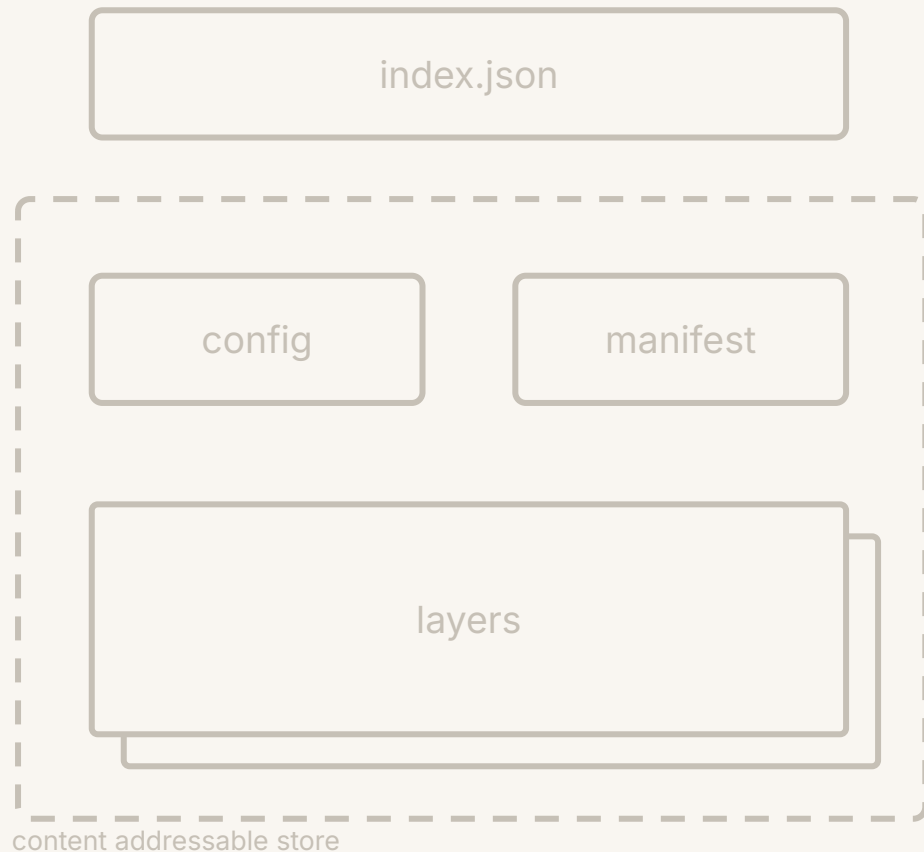 index.json
config
manifest
layers
content addressable store